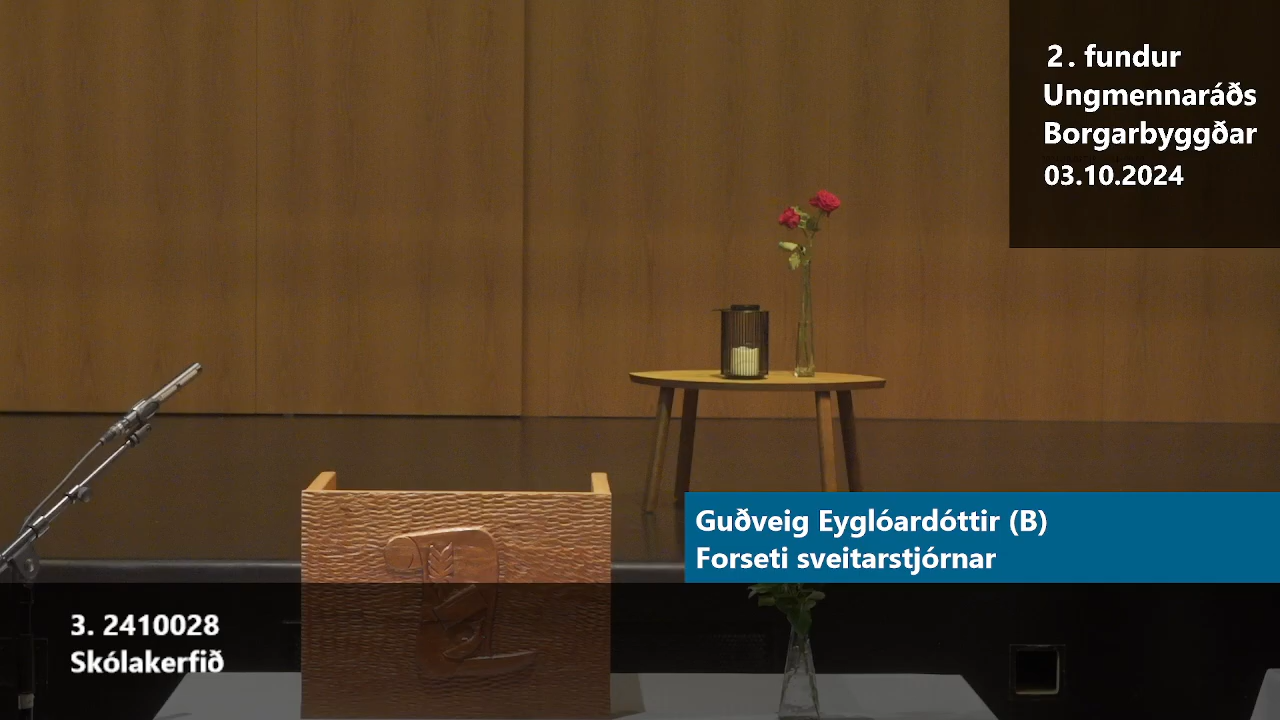 2. fundur
Ungmennaráðs
Borgarbyggðar
03.10.2024
Guðveig Eyglóardóttir (B)
Forseti sveitarstjórnar
3. 2410028
Skólakerfið